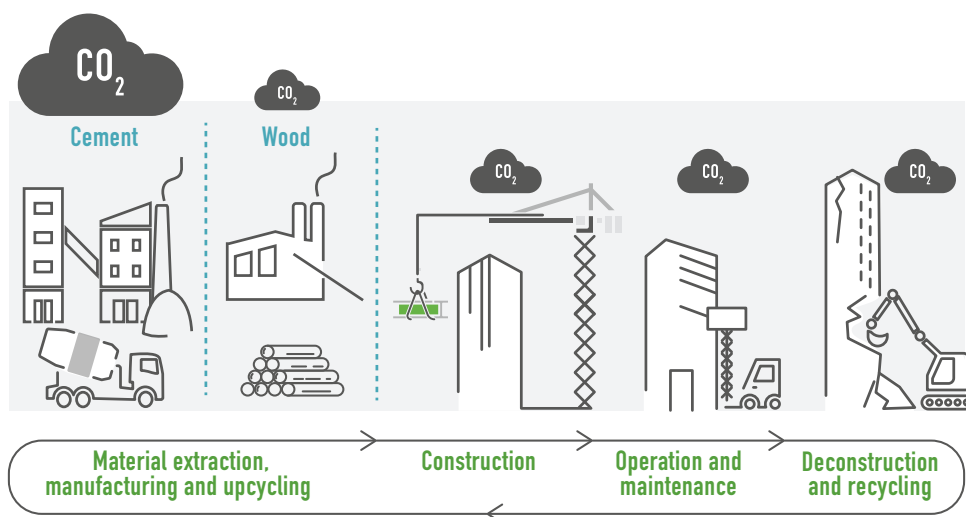 CO2
CO2
Cement
Wood
CO2
CO2
CO2
Material extraction,
manufacturing and upcycling
Construction
Operation and
maintenance
Deconstruction
and recycling